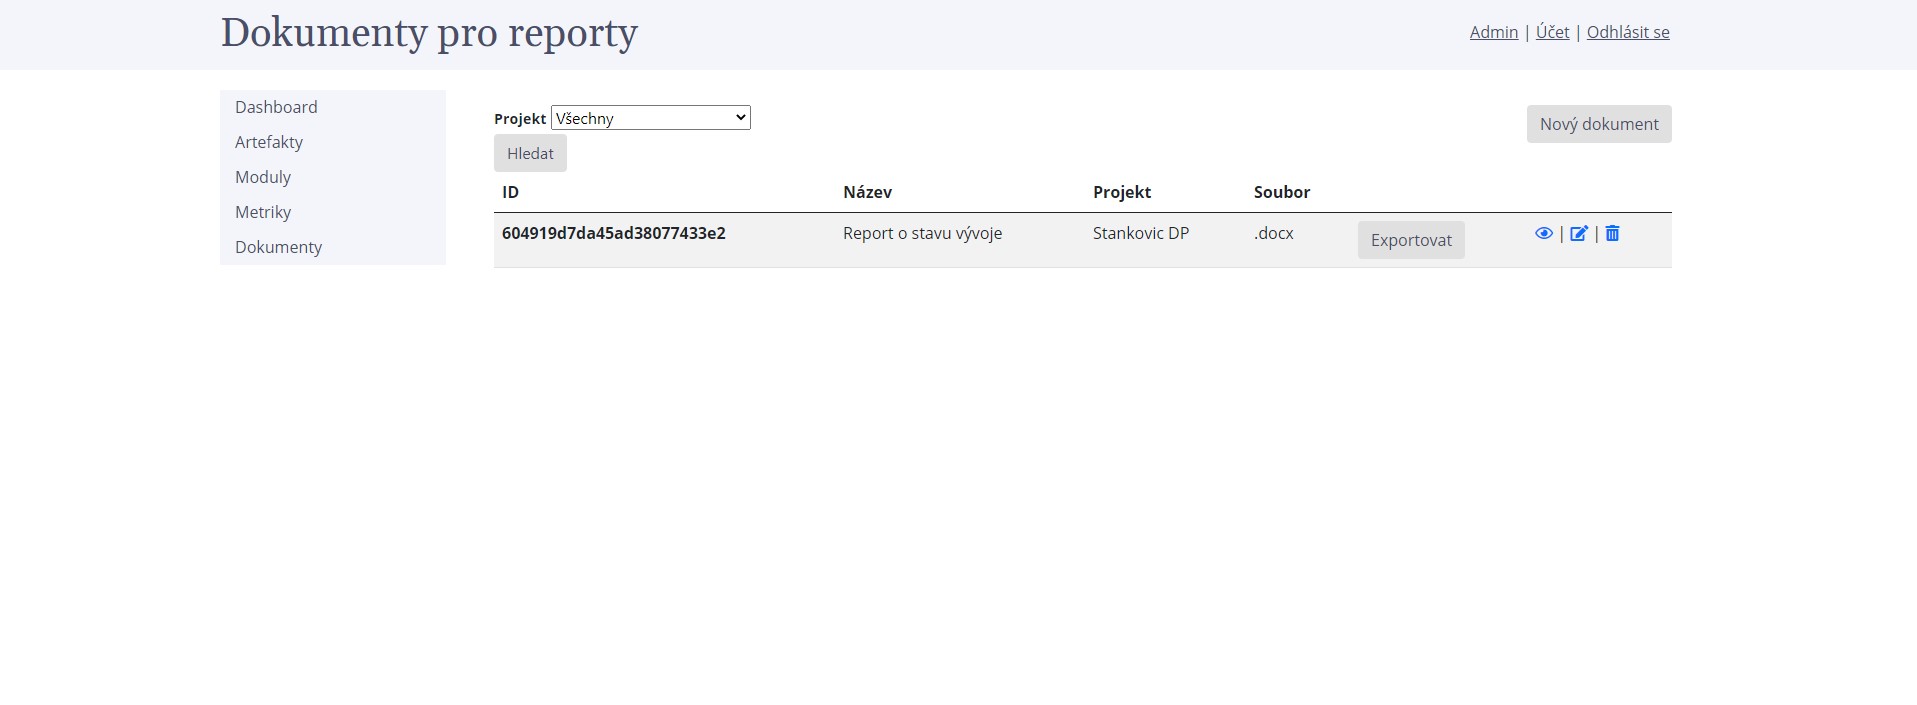 Dokumenty pro reporty
Admin | Účet | Odhlásit se
Dashboard
Artefakty
Moduly
Metriky
Dokumenty
Projekt Všechny
Nový dokument
Hledat
ID Název Projekt Soubor
604919d7da45ad38077433e2 Report o stavu vývoje Stankovic DP .docx Exportovat | |